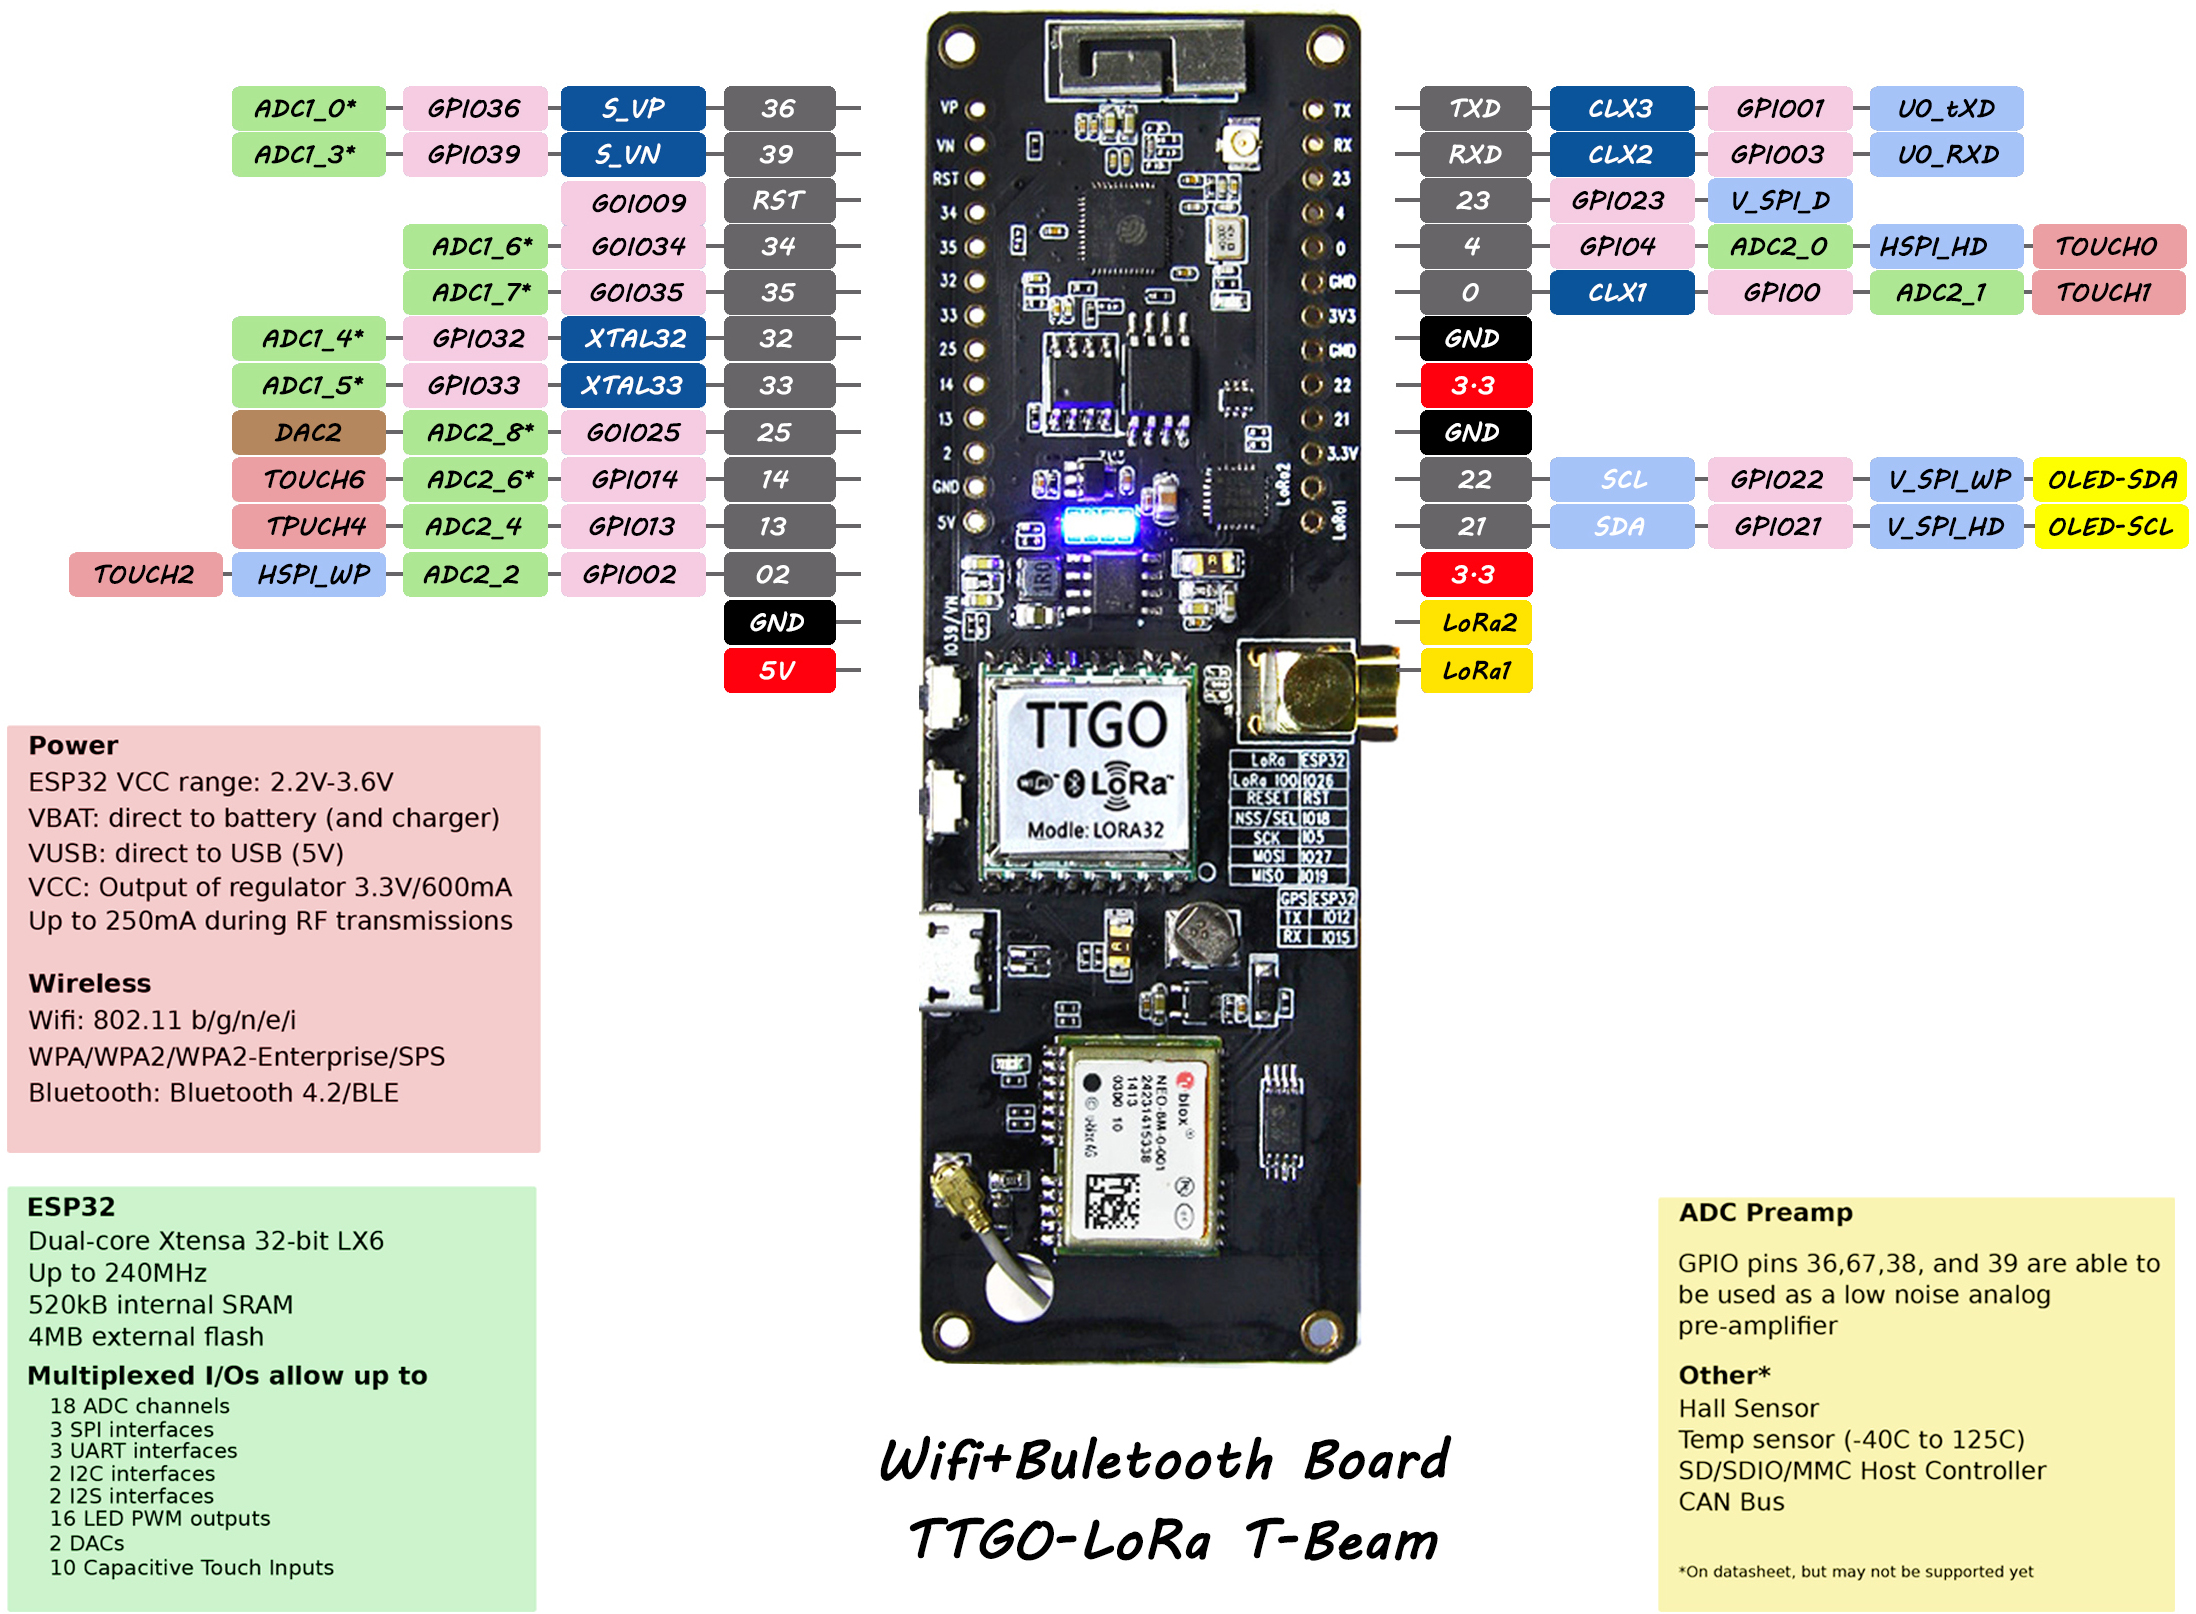 ADC1_0* GPIO36 S_VP 36
ADC1_3* GPIO39 S_VN 39
GOIO09 RST
ADC1_6* GOIO34 34
ADC1_7* GOIO35 35
ADC1_4* GPIO32 XTAL32 32
ADC1_5* GPIO33 XTAL33 33
DAC2 ADC2_8* GOIO25 25
TOUCH6 ADC2_6* GPIO14 14
TPUCH4 ADC2_4 GPIO13 13
TOUCH2 HSPI_WP ADC2_2 GPIO02 02
GND
5V
VP
VN
RST
34
35
32
33
25
14
13
2
GND
5V
TX
RX
23
4
0
GND
3V3
GND
22
21
3.3V
LoRa2
LoRa1
TXD CLX3 GPIO01 UO_tXD
RXD CLX2 GPIO03 UO_RXD
23 GPIO23 V_SPI_D
4 GPIO4 ADC2_0 HSPI_HD TOUCH0
0 CLX1 GPIO0 ADC2_1 TOUCH1
GND
3.3
GND
22 SCL GPIO22 V_SPI_WP OLED-SDA
21 SDA GPIO21 V_SPI_HD OLED-SCL
3.3
LoRa2
LoRa1
1R0
IO39/VN
TTGO
WiFi LoRa
Modle: LORA32
LoRa ESP32
LoRa IOO IO26
RESET RST
NSS/SEL IO18
SCK IO5
MOSI IO27
MISO IO19
GPS ESP32
TX IO12
RX IO15
blox
NEO-6M-0-001
24231415338
1413
0300 10
© u-blox AG
Power
ESP32 VCC range: 2.2V-3.6V
VBAT: direct to battery (and charger)
VUSB: direct to USB (5V)
VCC: Output of regulator 3.3V/600mA
Up to 250mA during RF transmissions
Wireless
Wifi: 802.11 b/g/n/e/i
WPA/WPA2/WPA2-Enterprise/SPS
Bluetooth: Bluetooth 4.2/BLE
ESP32
Dual-core Xtensa 32-bit LX6
Up to 240MHz
520kB internal SRAM
4MB external flash
Multiplexed I/Os allow up to
18 ADC channels
3 SPI interfaces
3 UART interfaces
2 I2C interfaces
2 I2S interfaces
16 LED PWM outputs
2 DACs
10 Capacitive Touch Inputs
Wifi+Buletooth Board
TTGO-LoRa T-Beam
ADC Preamp
GPIO pins 36,67,38, and 39 are able to
be used as a low noise analog
pre-amplifier
Other*
Hall Sensor
Temp sensor (-40C to 125C)
SD/SDIO/MMC Host Controller
CAN Bus
*On datasheet, but may not be supported yet